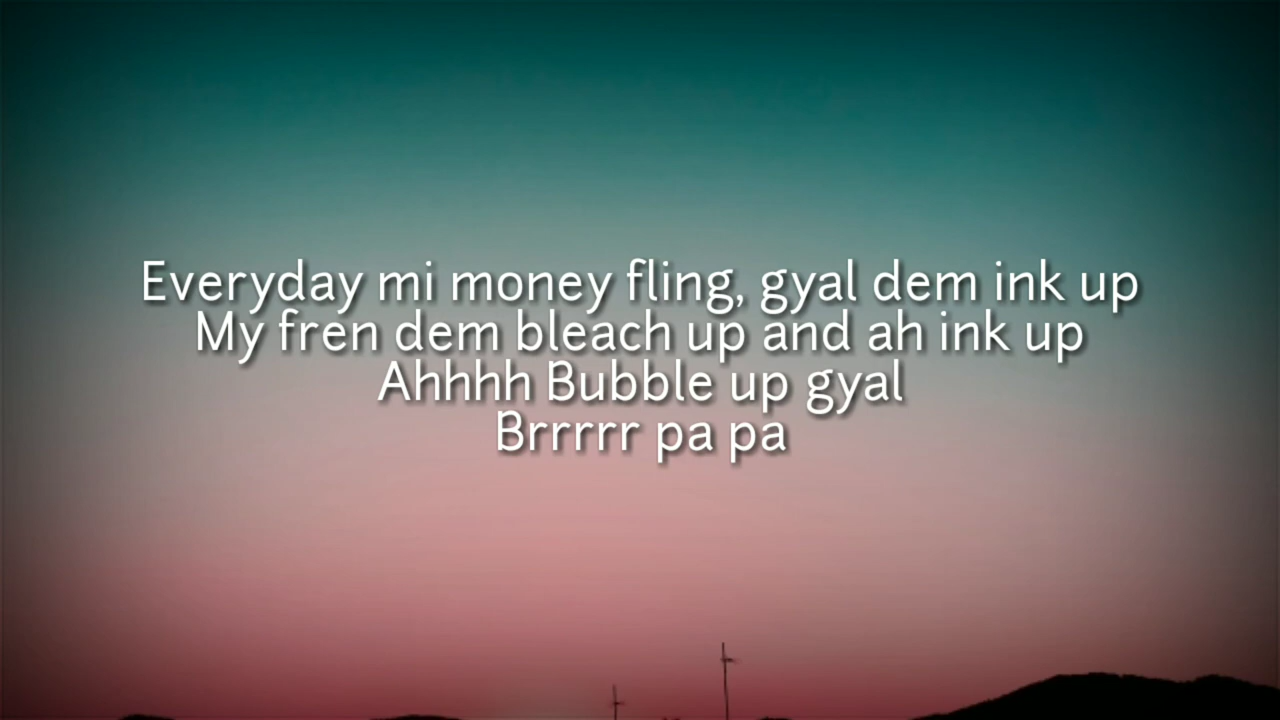 Everyday mi money fling, gyal dem ink up
My fren dem bleach up and ah ink up
Ahhhh Bubble up gyal
Brrrrr pa pa